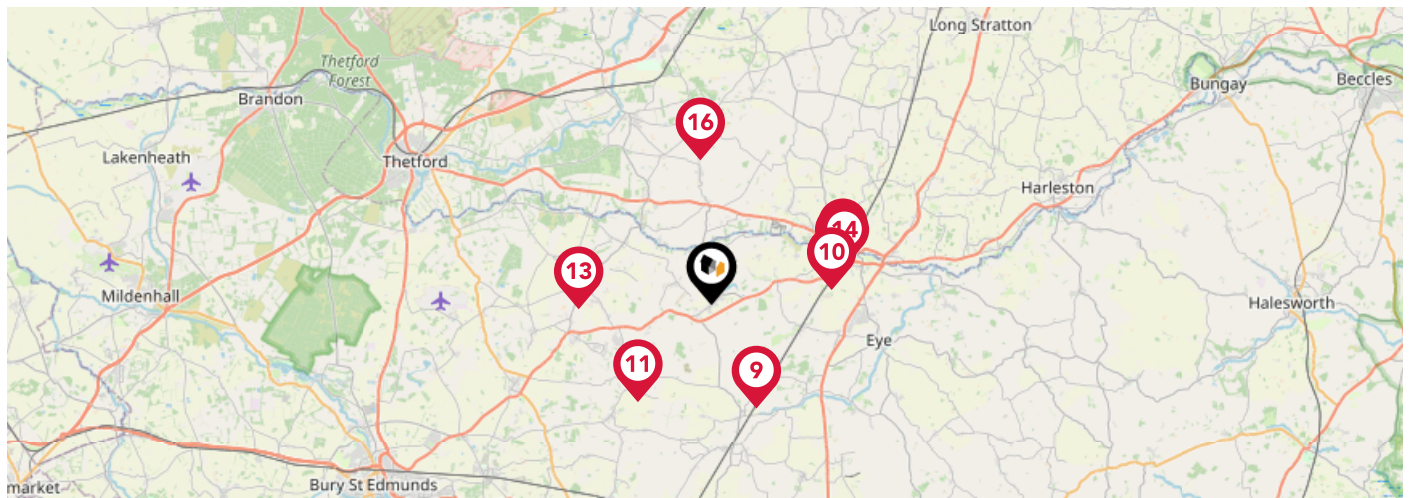 Long Stratton
Thetford
Forest
Bungay
Beccles
Brandon
16
Lakenheath
Thetford
Harleston
14
10
13
Mildenhall
Halesworth
Eye
11
9
Bury St Edmunds
market